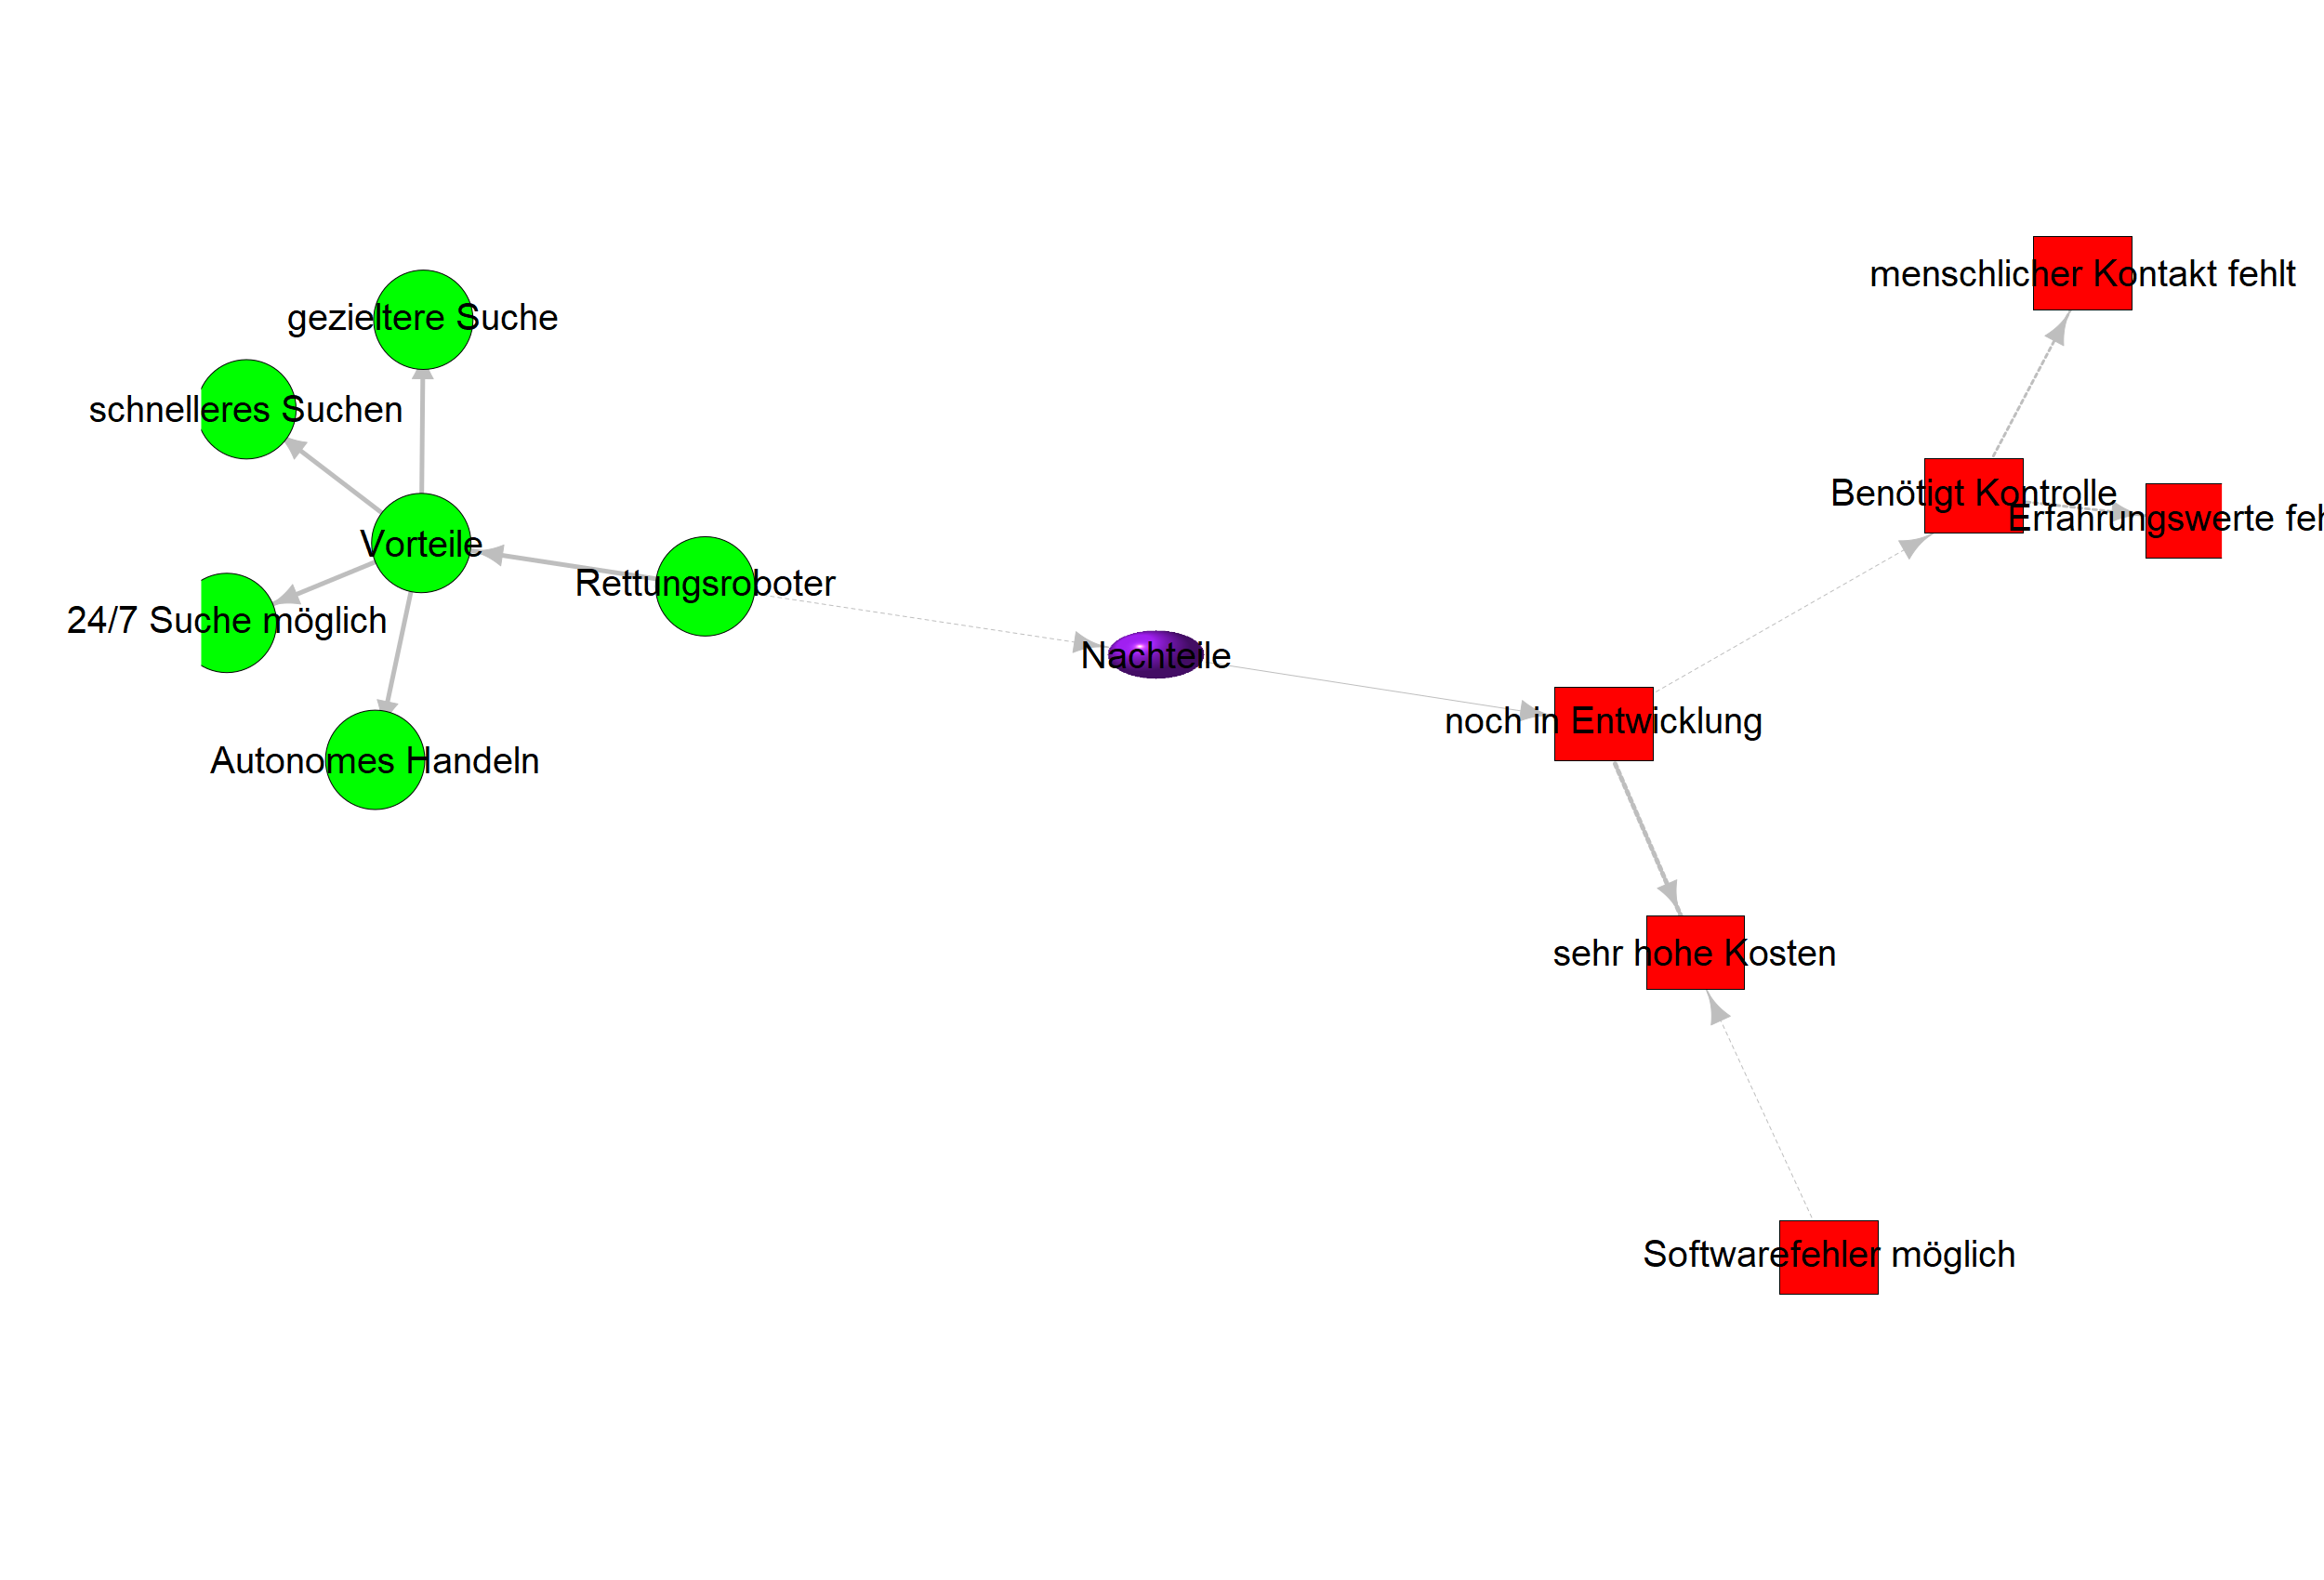 menschlicher Kontakt fehlt
gezieltere Suche
schnelleres Suchen
Benötigt Kontrolle
Erfahrungswerte feh
Vorteile
Rettungsroboter
24/7 Suche möglich
Nachteile
noch in Entwicklung
Autonomes Handeln
sehr hohe Kosten
Softwarefehler möglich